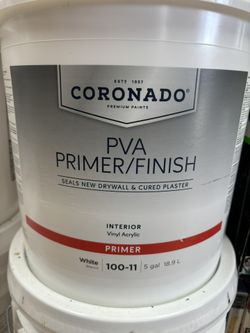 ESTD 1897
CORONADO®
PREMIUM PAINTS
PVA
PRIMER/FINISH
SEALS NEW DRYWALL & CURED PLASTER
INTERIOR
Vinyl Acrylic
PRIMER
White
100-11
5 gal 18.9 L